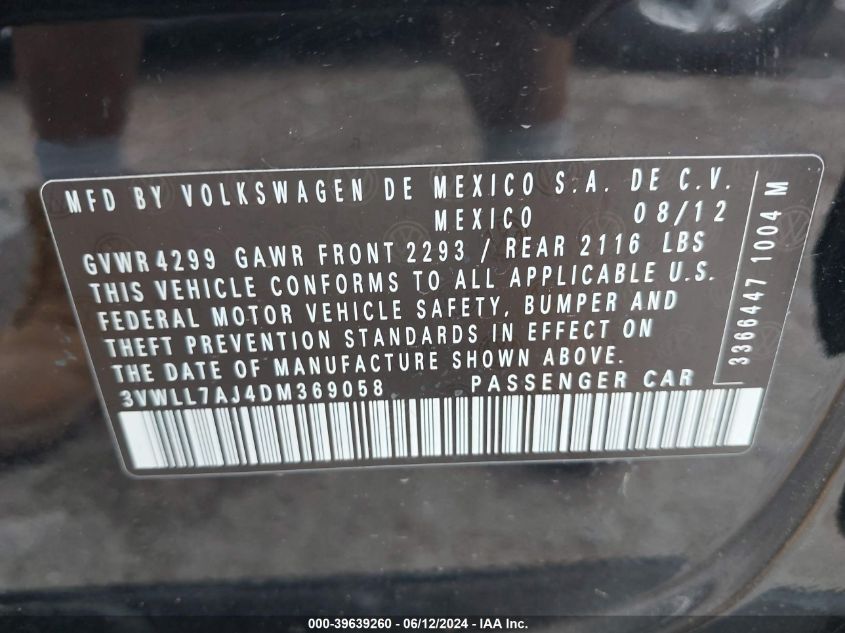 MFD BY VOLKSWAGEN DE MEXICO S.A. DE C.V.
MEXICO 08/12
GVWR 4299 GAWR FRONT 2293 / REAR 2116 LBS
THIS VEHICLE CONFORMS TO ALL APPLICABLE U.S.
FEDERAL MOTOR VEHICLE SAFETY, BUMPER AND
THEFT PREVENTION STANDARDS IN EFFECT ON
THE DATE OF MANUFACTURE SHOWN ABOVE.
3VWLL7AJ4DM369058 PASSENGER CAR
3366447 1004 M
000-39639260 - 06/12/2024 - IAAI.COM